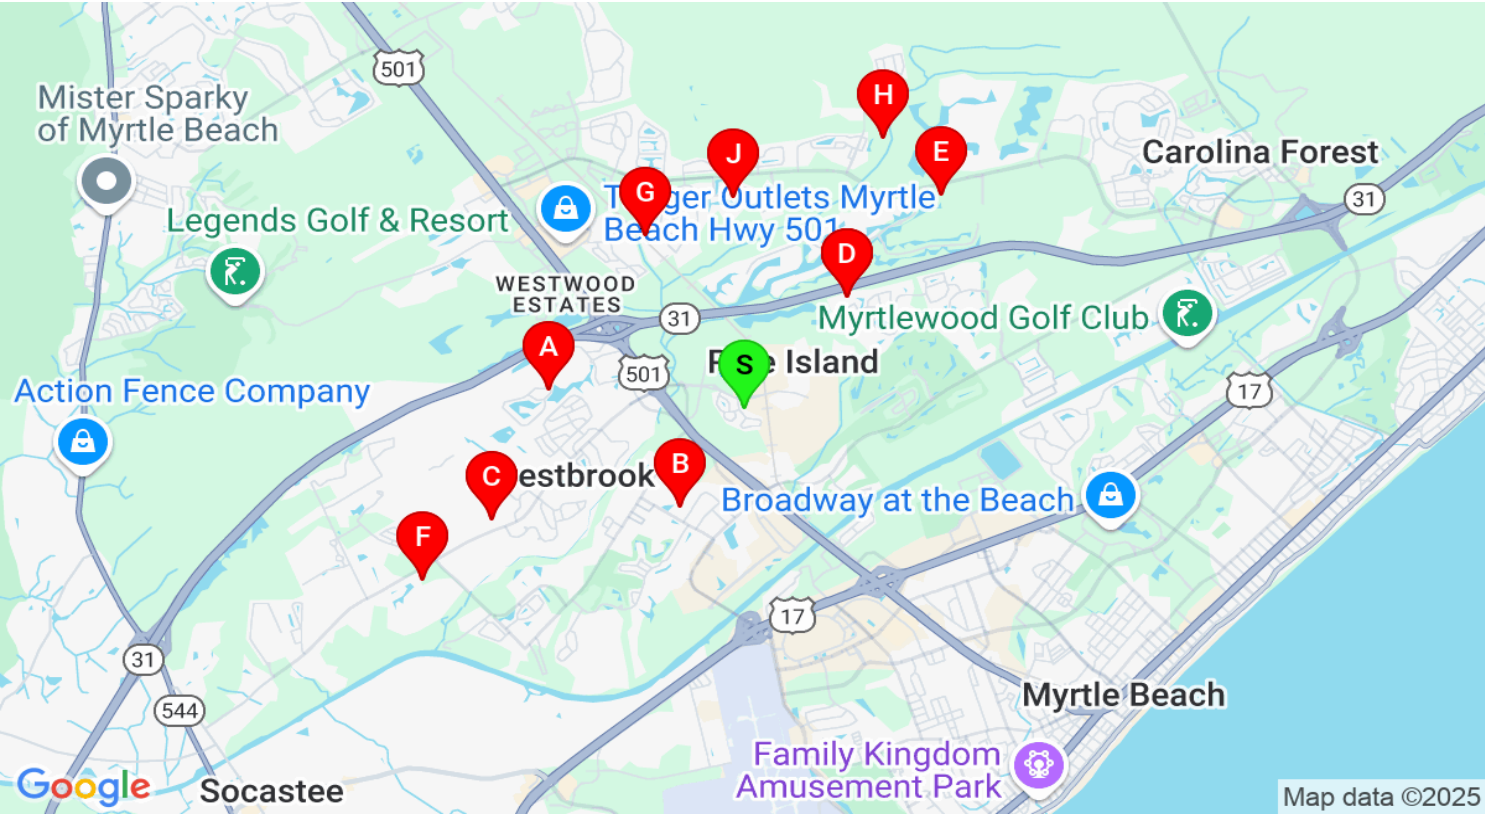 501
H
Mister Sparky
of Myrtle Beach
J
E
Carolina Forest
G
Outlets Myrtle
Beach Hwy 501
31
Legends Golf & Resort
D
WESTWOOD
ESTATES
31
Myrtlewood Golf Club
A
S
Island
501
17
Action Fence Company
B
C
estbrook
Broadway at the Beach
F
17
31
Myrtle Beach
544
Family Kingdom
Amusement Park
Google
Socastee
Map data ©2025